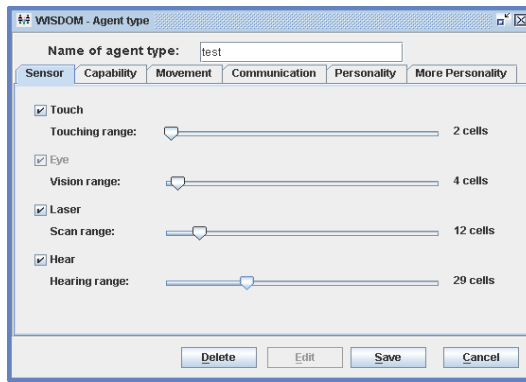 WISDOM - Agent type
Name of agent type: test
Sensor Capability Movement Communication Personality More Personality
Touch
Touching range: 2 cells
Eye
Vision range: 4 cells
Laser
Scan range: 12 cells
Hear
Hearing range: 29 cells
Delete Edit Save Cancel